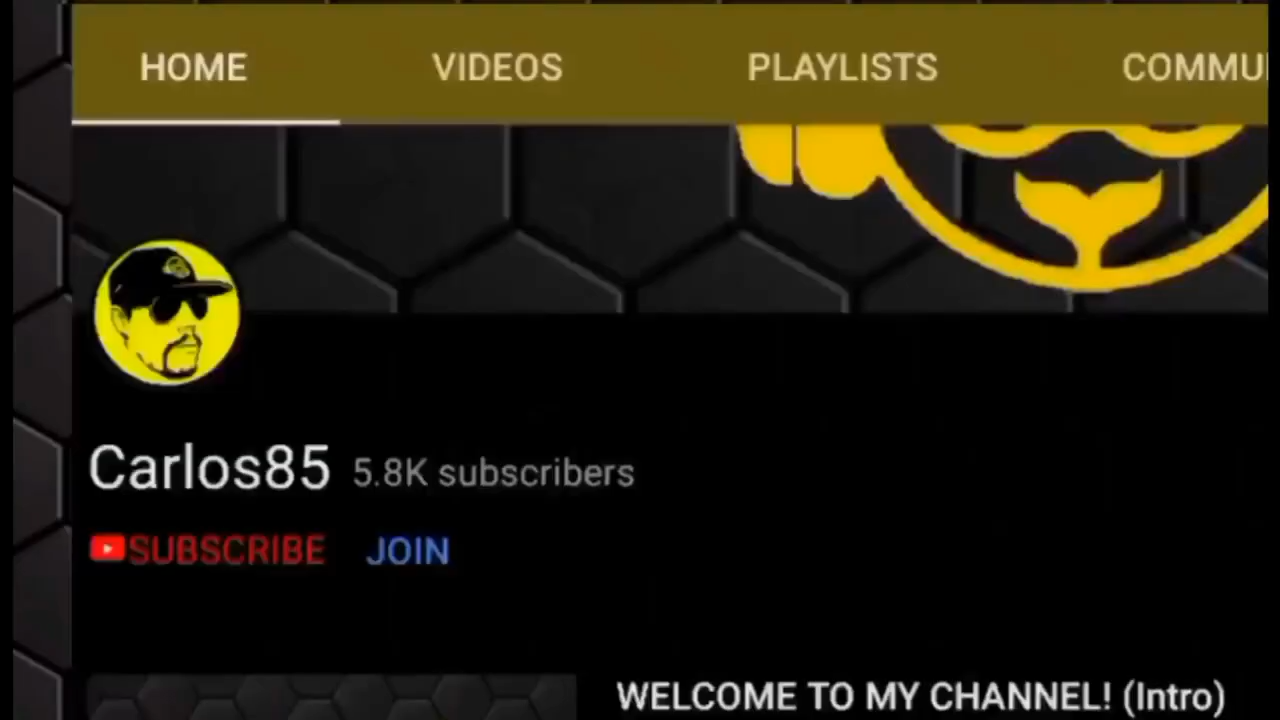 HOME VIDEOS PLAYLISTS COMMU
Carlos85 5.8K subscribers
SUBSCRIBE JOIN
WELCOME TO MY CHANNEL! (Intro)